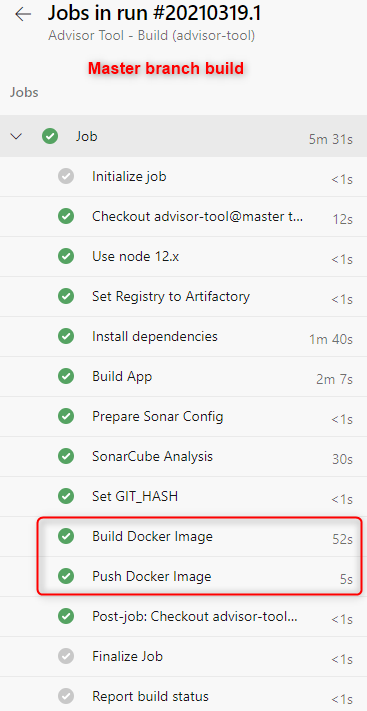 Jobs in run #20210319.1
Advisor Tool - Build (advisor-tool)
Master branch build
Jobs
Job 5m 31s
Initialize job <1s
Checkout advisor-tool@master t... 12s
Use node 12.x <1s
Set Registry to Artifactory <1s
Install dependencies 1m 40s
Build App 2m 7s
Prepare Sonar Config <1s
SonarCube Analysis 30s
Set GIT_HASH <1s
Build Docker Image 52s
Push Docker Image 5s
Post-job: Checkout advisor-tool... <1s
Finalize Job <1s
Report build status <1s